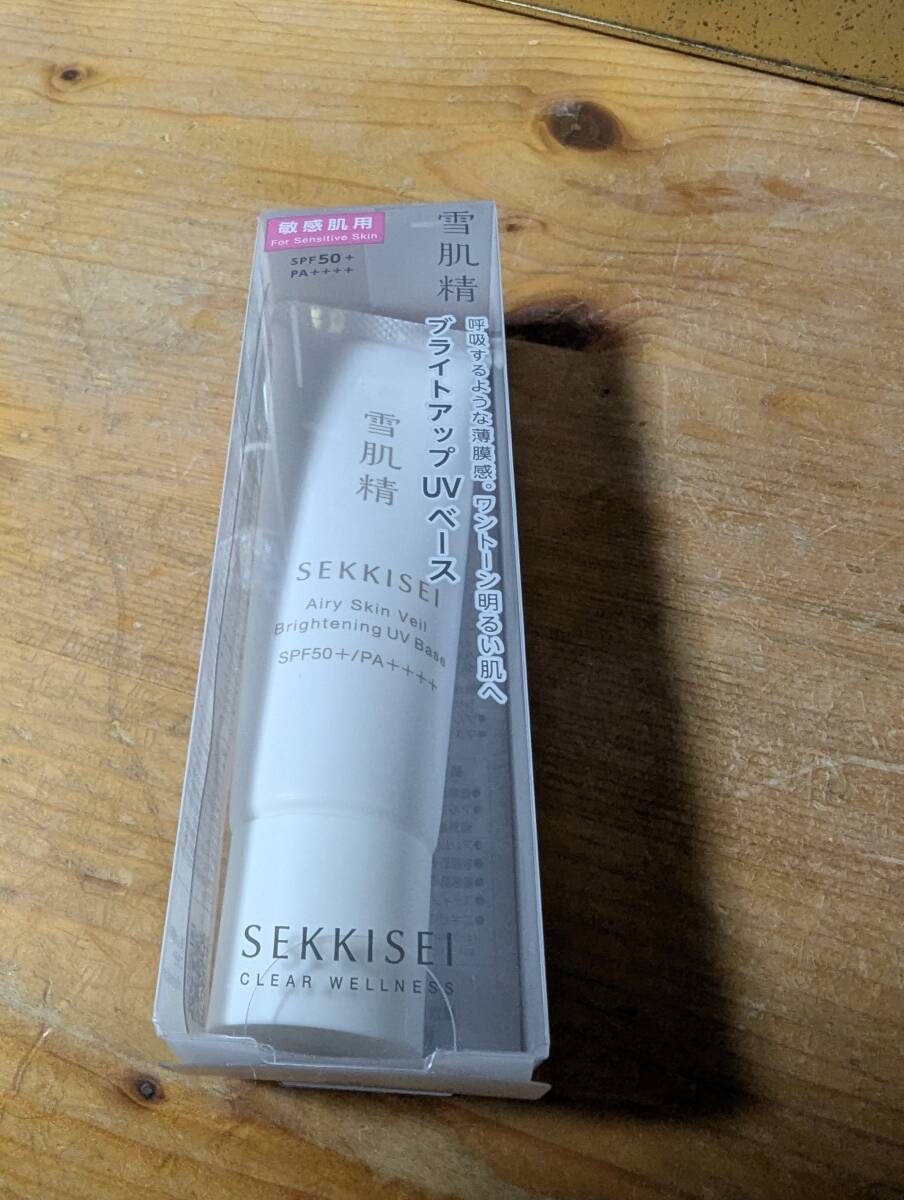 敏感肌用
For Sensitive Skin
SPF50+
PA++++
雪肌精
呼吸するような薄膜感。ワントーン明るい肌へ
ブライトアップUVベース
雪肌精
SEKKISEI
Airy Skin Veil
Brightening UV Base
SPF50+/PA++++
SEKKISEI
CLEAR WELLNESS